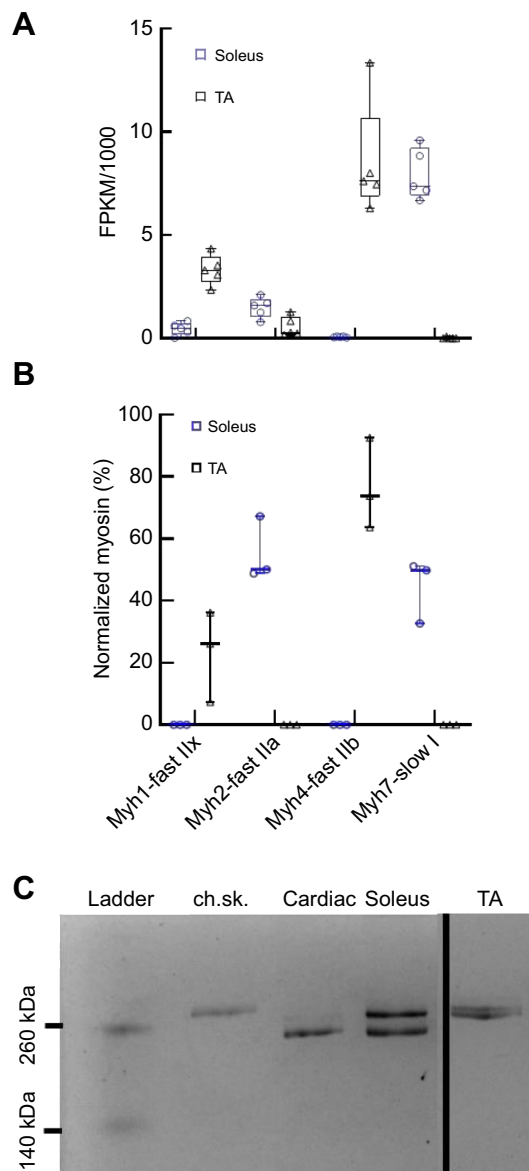 A
15
Soleus
TA
10
FPKM/1000
5
0
B
100
Soleus
TA
80
Normalized myosin (%)
60
40
20
0
Myh1-fast IIx
Myh2-fast IIa
Myh4-fast IIb
Myh7-slow I
C
Ladder ch.sk. Cardiac Soleus TA
260 kDa
140 kDa